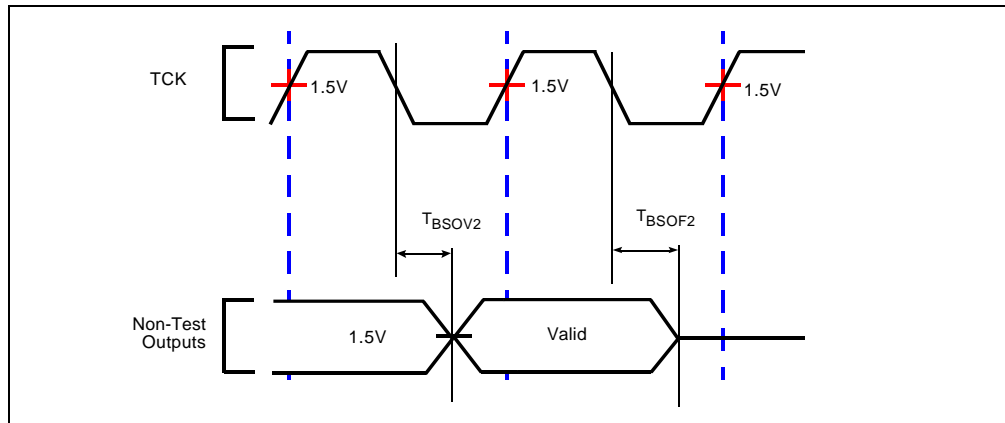 TCK
1.5V
1.5V
1.5V
TBSOV2
TBSOF2
Non-Test
Outputs
1.5V
Valid